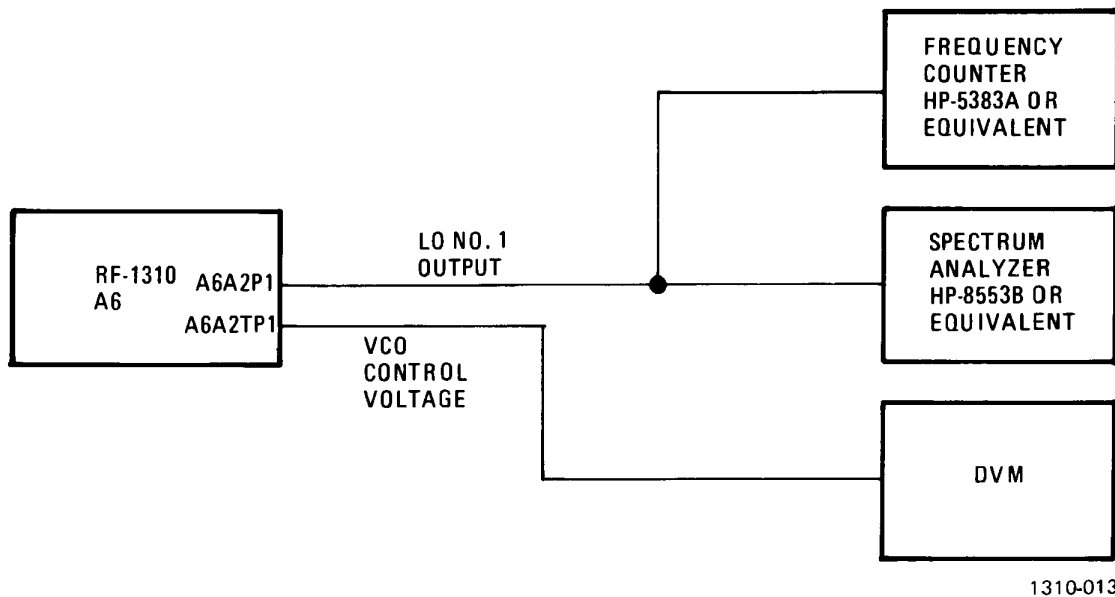 FREQUENCY
COUNTER
HP-5383A OR
EQUIVALENT
LO NO. 1
OUTPUT
RF-1310
A6
A6A2P1
A6A2TP1
SPECTRUM
ANALYZER
HP-8553B OR
EQUIVALENT
VCO
CONTROL
VOLTAGE
DVM
1310-013